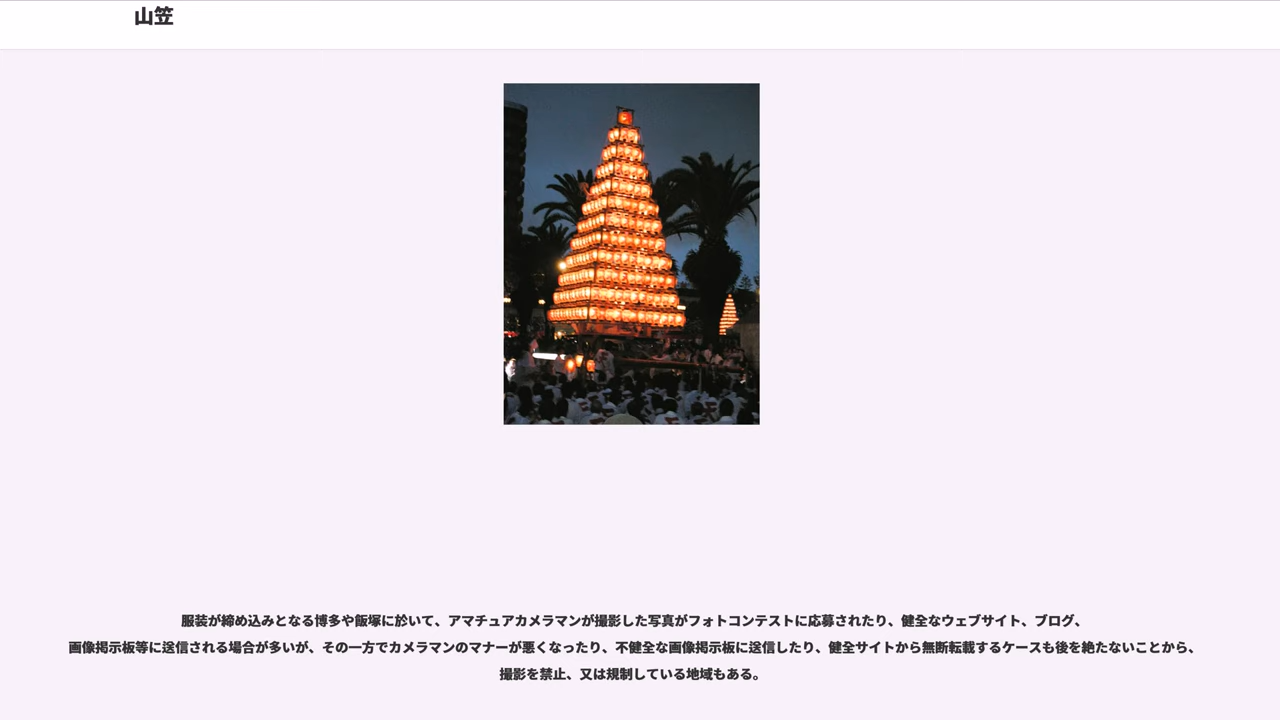 山笠
服装が締め込みとなる博多や飯塚に於いて、アマチュアカメラマンが撮影した写真がフォトコンテストに応募されたり、健全なウェブサイト、ブログ、
画像掲示板等に送信される場合が多いが、その一方でカメラマンのマナーが悪くなったり、不健全な画像掲示板に送信したり、健全サイトから無断転載するケースも後を絶たないことから、
撮影を禁止、又は規制している地域もある。